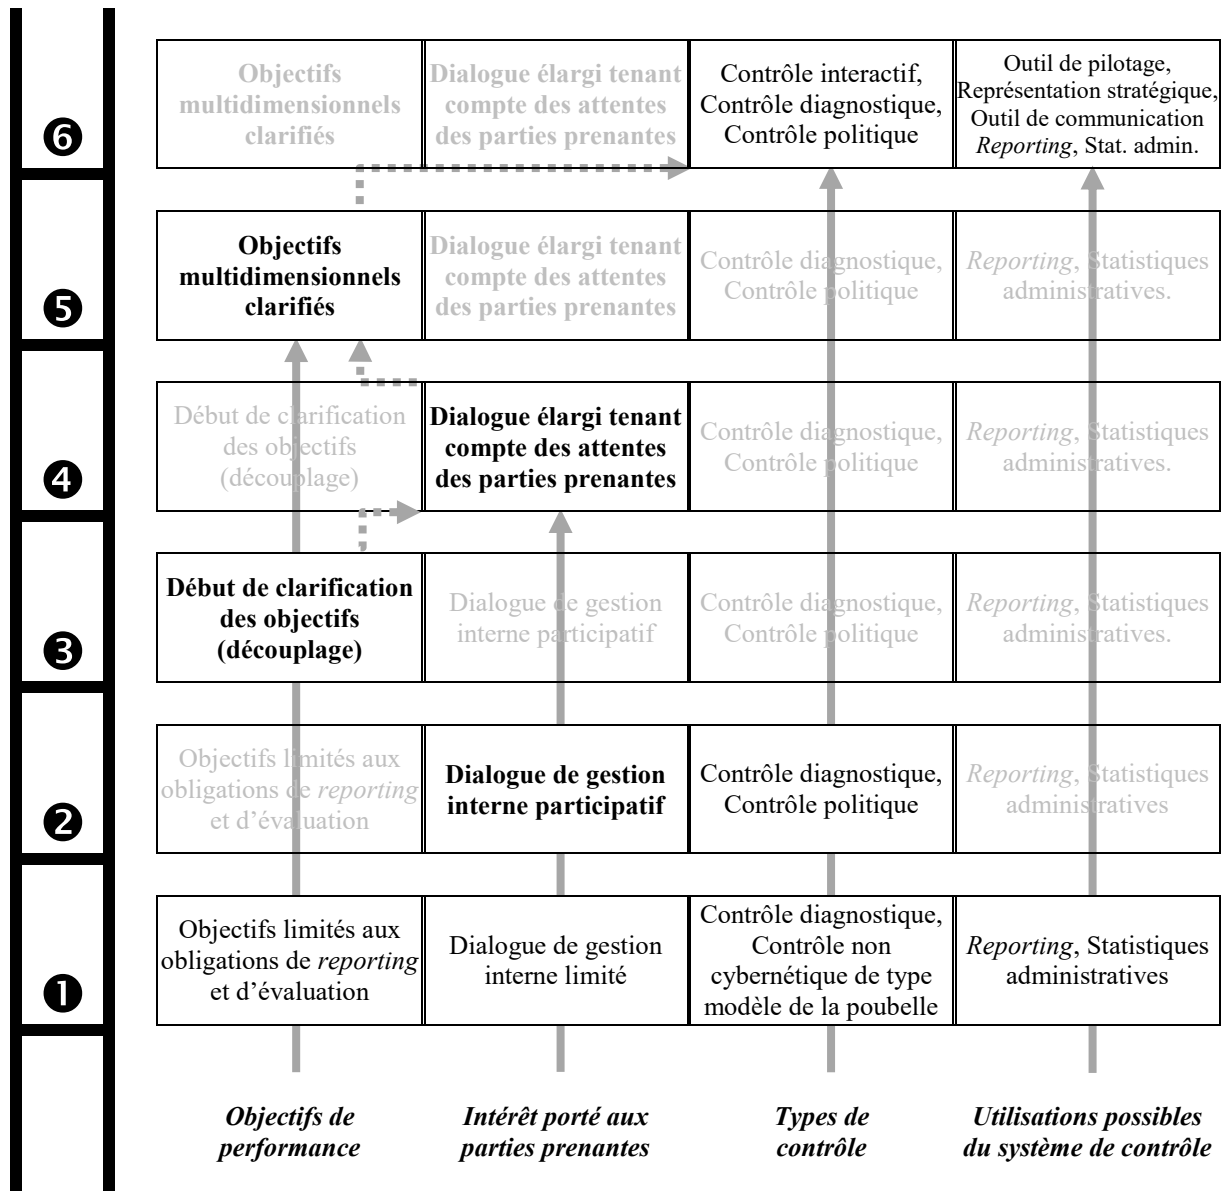 Objectifs
multidimensionnels
clarifiés
Dialogue élargi tenant
compte des attentes
des parties prenantes
Contrôle interactif,
Contrôle diagnostique,
Contrôle politique
Outil de pilotage,
Représentation stratégique,
Outil de communication
Reporting, Stat. admin.
❻
Objectifs
multidimensionnels
clarifiés
Dialogue élargi tenant
compte des attentes
des parties prenantes
Contrôle diagnostique,
Contrôle politique
Reporting, Statistiques
administratives.
❺
Début de clarification
des objectifs
(découplage)
Dialogue élargi tenant
compte des attentes
des parties prenantes
Contrôle diagnostique,
Contrôle politique
Reporting, Statistiques
administratives.
❹
Début de clarification
des objectifs
(découplage)
Dialogue de gestion
interne participatif
Contrôle diagnostique,
Contrôle politique
Reporting, Statistiques
administratives.
❸
Objectifs limités aux
obligations de reporting
et d'évaluation
Dialogue de gestion
interne participatif
Contrôle diagnostique,
Contrôle politique
Reporting, Statistiques
administratives
❷
Objectifs limités aux
obligations de reporting
et d'évaluation
Dialogue de gestion
interne limité
Contrôle diagnostique,
Contrôle non
cybernétique de type
modèle de la poubelle
Reporting, Statistiques
administratives
❶
Objectifs de
performance
Intérêt porté aux
parties prenantes
Types de
contrôle
Utilisations possibles
du système de contrôle